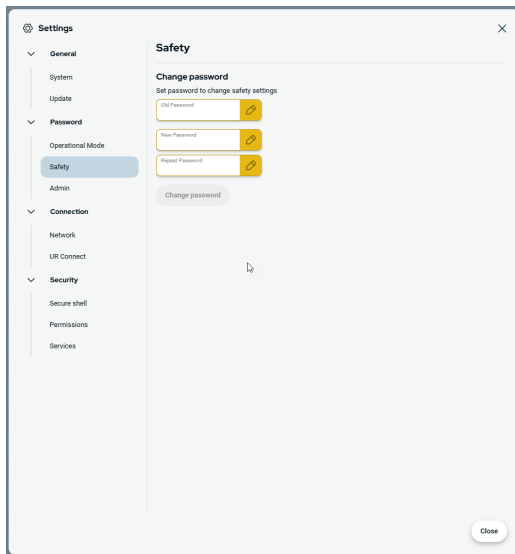 Settings
General
System
Update
Password
Operational Mode
Safety
Admin
Connection
Network
UR Connect
Security
Secure shell
Permissions
Services
Safety
Change password
Set password to change safety settings
Old Password
New Password
Repeat Password
Change password
Close